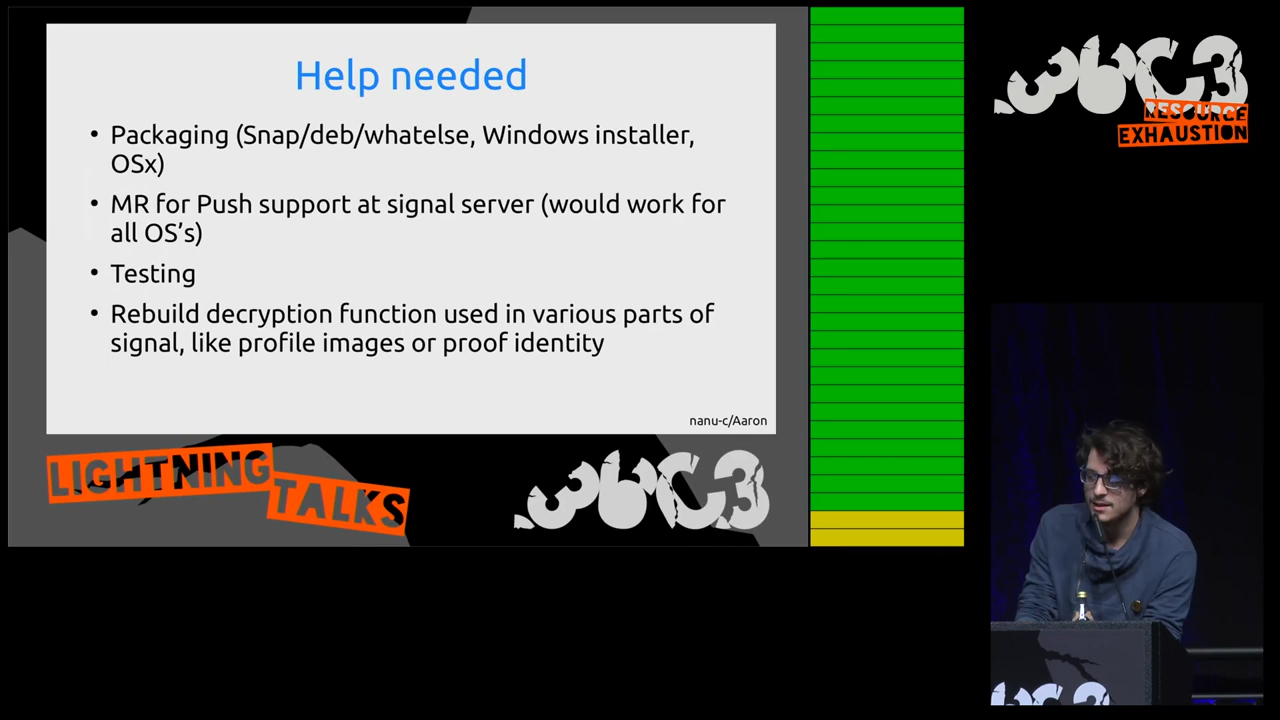 Help needed
• Packaging (Snap/deb/whatelse, Windows installer,
OSx)
• MR for Push support at signal server (would work for
all OS’s)
• Testing
• Rebuild decryption function used in various parts of
signal, like profile images or proof identity
nanu-c/Aaron
LIGHTNING
TALKS
36C3
36C3
RESOURCE
EXHAUSTION
36C3